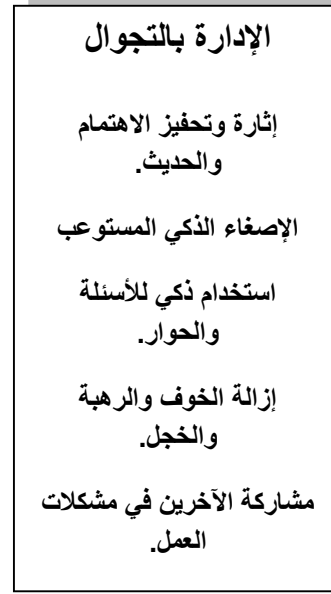 الإدارة بالتجوال
إثارة وتحفيز الاهتمام
والحديث.
الإصغاء الذكي المستوعب
استخدام ذكي للأسئلة
والحوار.
إزالة الخوف والرهبة
والخجل.
مشاركة الآخرين في مشكلات
العمل.